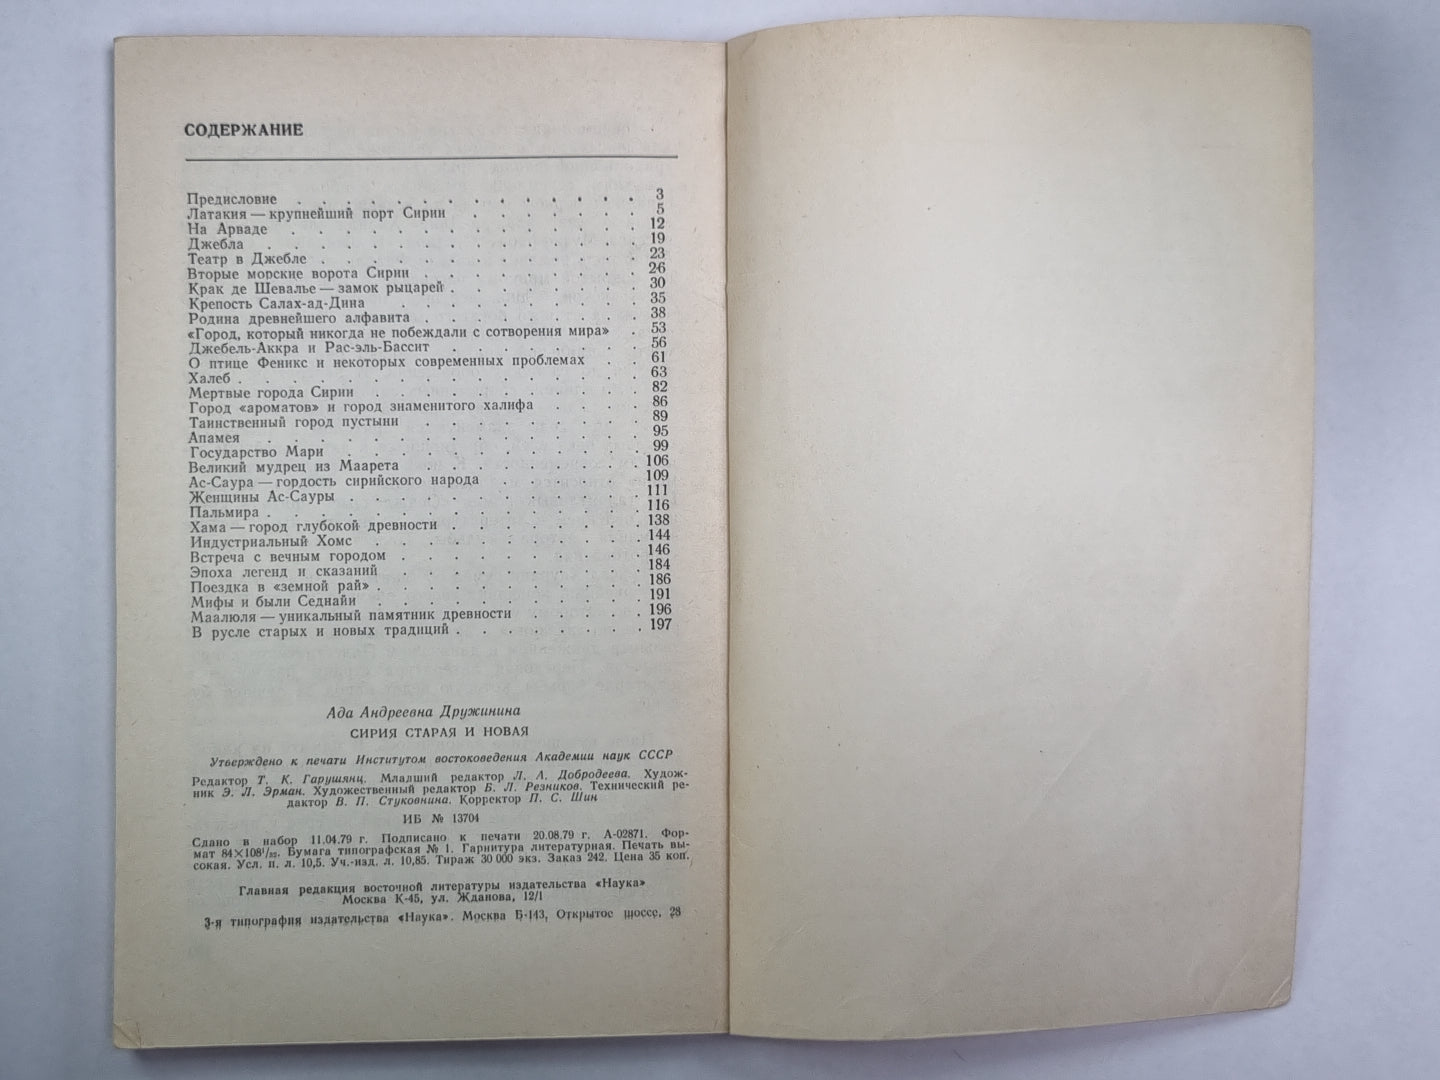 СОДЕРЖАНИЕ
Предисловие . . . . . . . . . . . . . . 3
Латакия — крупнейший порт Сирии . . . . . . . 5
На Арваде . . . . . . . . . . . . . . 12
Джебла . . . . . . . . . . . . . . . 19
Театр в Джебле . . . . . . . . . . . . . 23
Вторые морские ворота Сирии . . . . . . . . . 26
Крак де Шевалье — замок рыцарей . . . . . . . . 30
Крепость Салах-ад-Дина . . . . . . . . . . 35
Родина древнейшего алфавита . . . . . . . . . 38
«Город, который никогда не побеждали с сотворения мира» . 53
Джебель-Аккра и Рас-эль-Бассит . . . . . . . . 56
О птице Феникс и некоторых современных проблемах . . 61
Халеб . . . . . . . . . . . . . . . . 63
Мертвые города Сирии . . . . . . . . . . . 82
Город «ароматов» и город знаменитого халифа . . . . 86
Таинственный город пустыни . . . . . . . . . 89
Апамея . . . . . . . . . . . . . . . 95
Государство Мари . . . . . . . . . . . . 99
Великий мудрец из Маарета . . . . . . . . . 106
Ас-Саура — гордость сирийского народа . . . . . . 109
Женщины Ас-Сауры . . . . . . . . . . . . 111
Пальмира . . . . . . . . . . . . . . . 116
Хама — город глубокой древности . . . . . . . . 138
Индустриальный Хомс . . . . . . . . . . . 144
Встреча с вечным городом . . . . . . . . . . 146
Эпоха легенд и сказаний . . . . . . . . . . 184
Поездка в «земной рай» . . . . . . . . . . . 186
Мифы и были Седнайи . . . . . . . . . . . 191
Маалюля — уникальный памятник древности . . . . . 196
В русле старых и новых традиций . . . . . . . . 197
Ада Андреевна Дружинина
СИРИЯ СТАРАЯ И НОВАЯ
Утверждено к печати Институтом востоковедения Академии наук СССР
Редактор Т. К. Гарушянц. Младший редактор Л. А. Добродеева. Худож-
ник Э. Л. Эрман. Художественный редактор Б. Л. Резников. Технический ре-
дактор В. П. Стуковнина. Корректор П. С. Шин
ИБ № 13704
Сдано в набор 11.04.79 г. Подписано к печати 20.08.79 г. А-02871. Фор-
мат 84×108¹/₃₂. Бумага типографская № 1. Гарнитура литературная. Печать вы-
сокая. Усл. п. л. 10,5. Уч.-изд. л. 10,85. Тираж 30 000 экз. Заказ 242. Цена 35 коп.
Главная редакция восточной литературы издательства «Наука»
Москва К-45, ул. Жданова, 12/1
3-я типография издательства «Наука». Москва Б-143, Открытое шоссе, 28